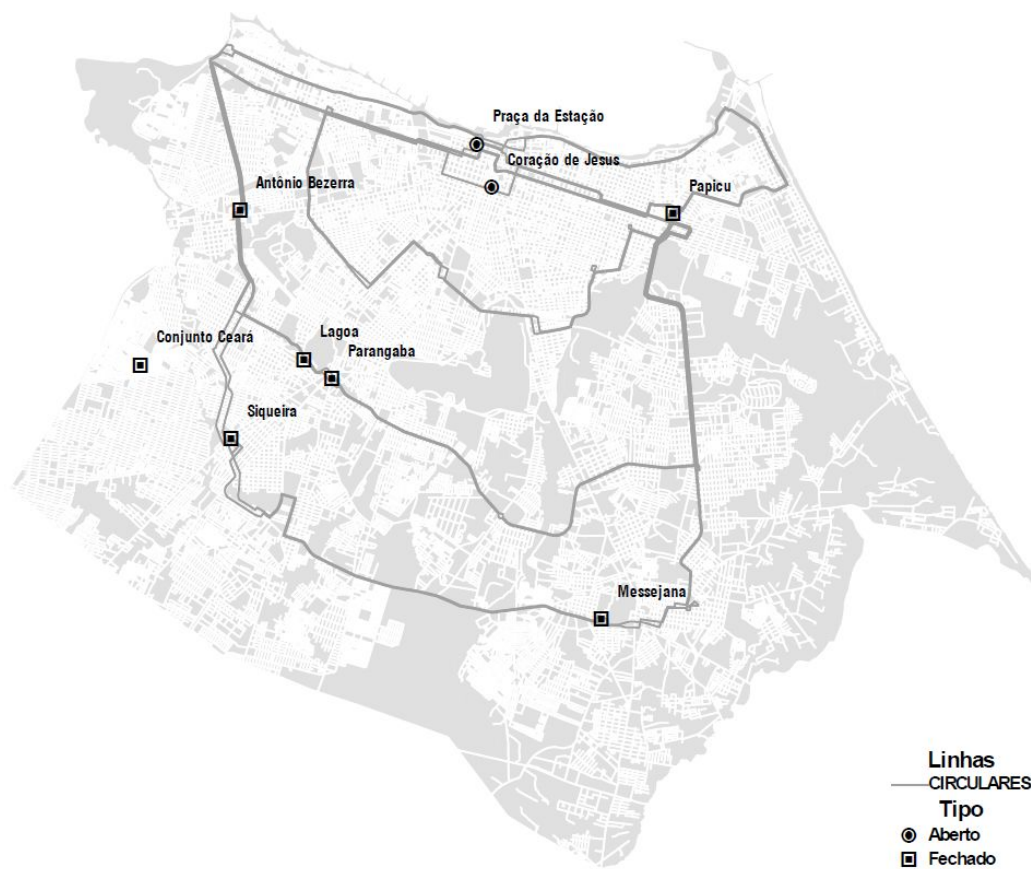 Praça da Estação
Coração de Jesus
Antônio Bezerra
Papicu
Conjunto Ceará
Lagoa
Parangaba
Siqueira
Messejana
Linhas
CIRCULARES
Tipo
Aberto
Fechado